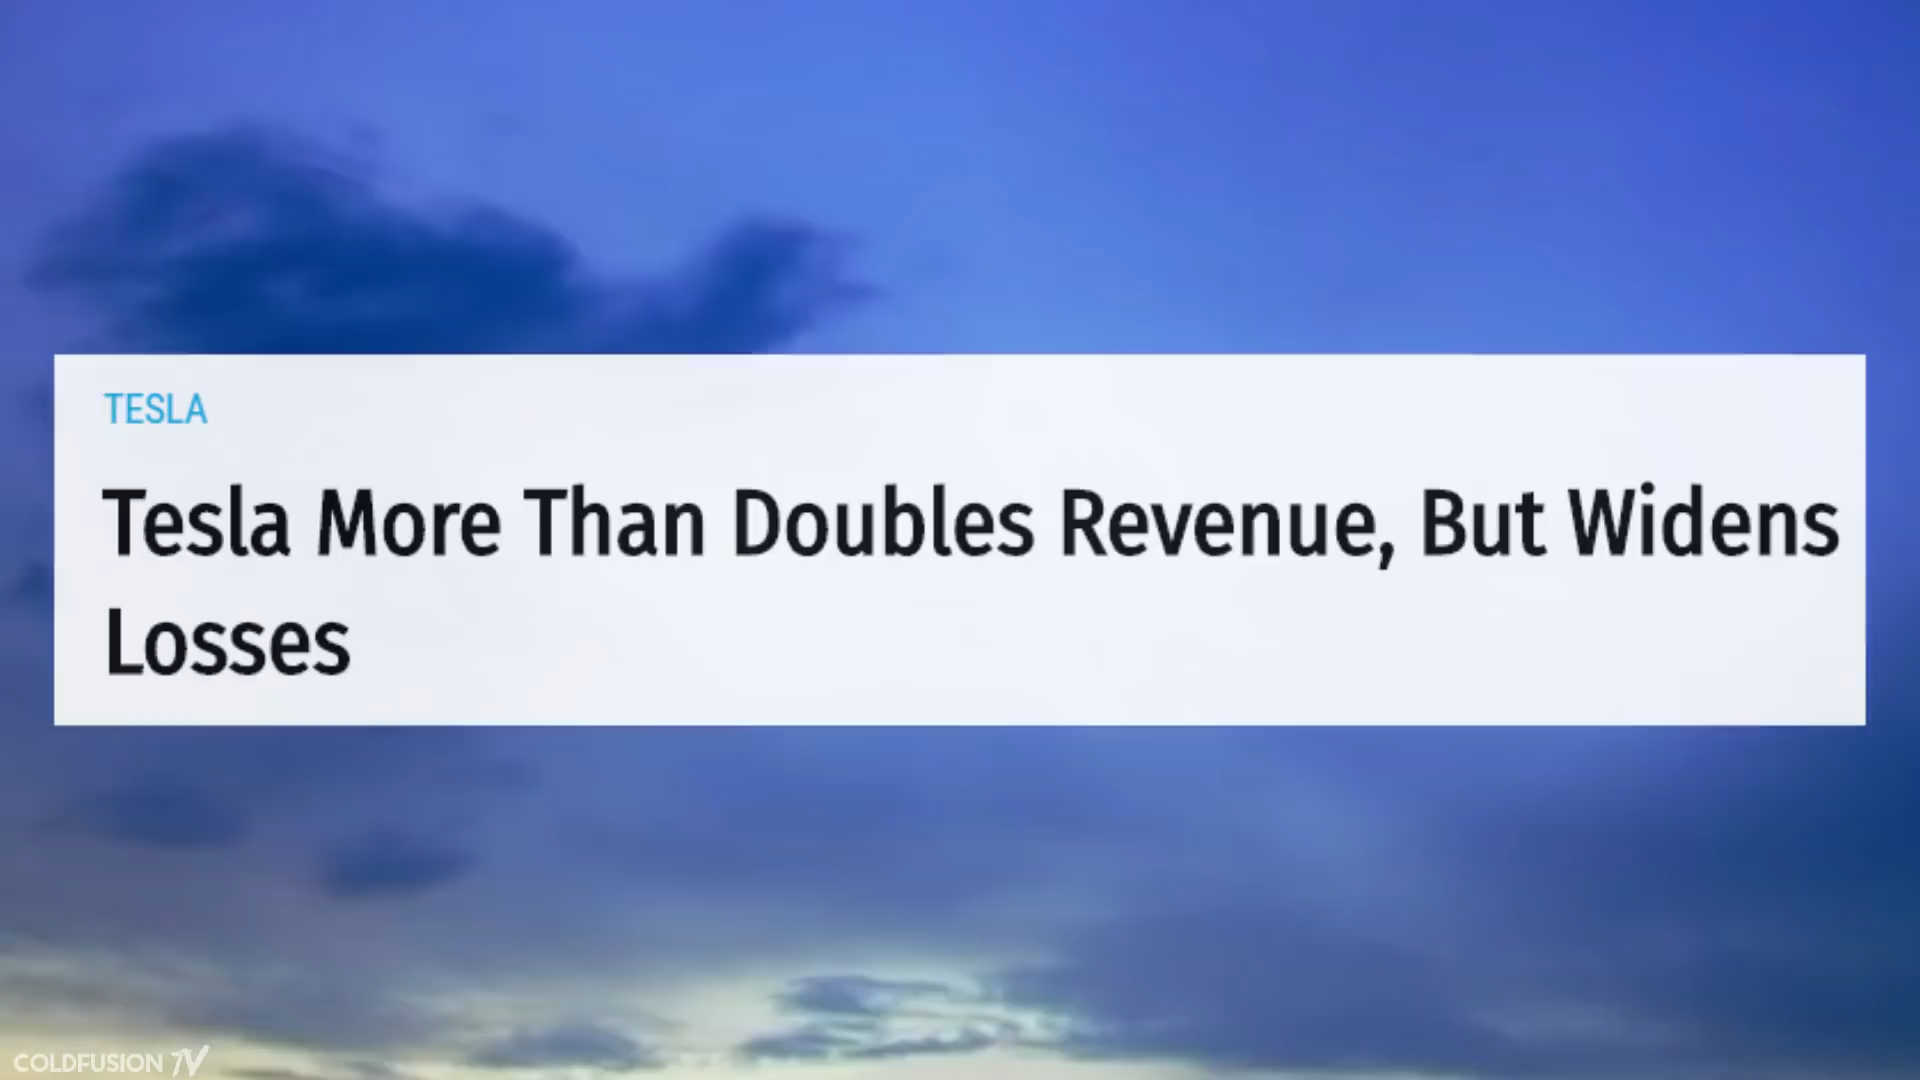 TESLA
Tesla More Than Doubles Revenue, But Widens
Losses
COLDFUSION TV